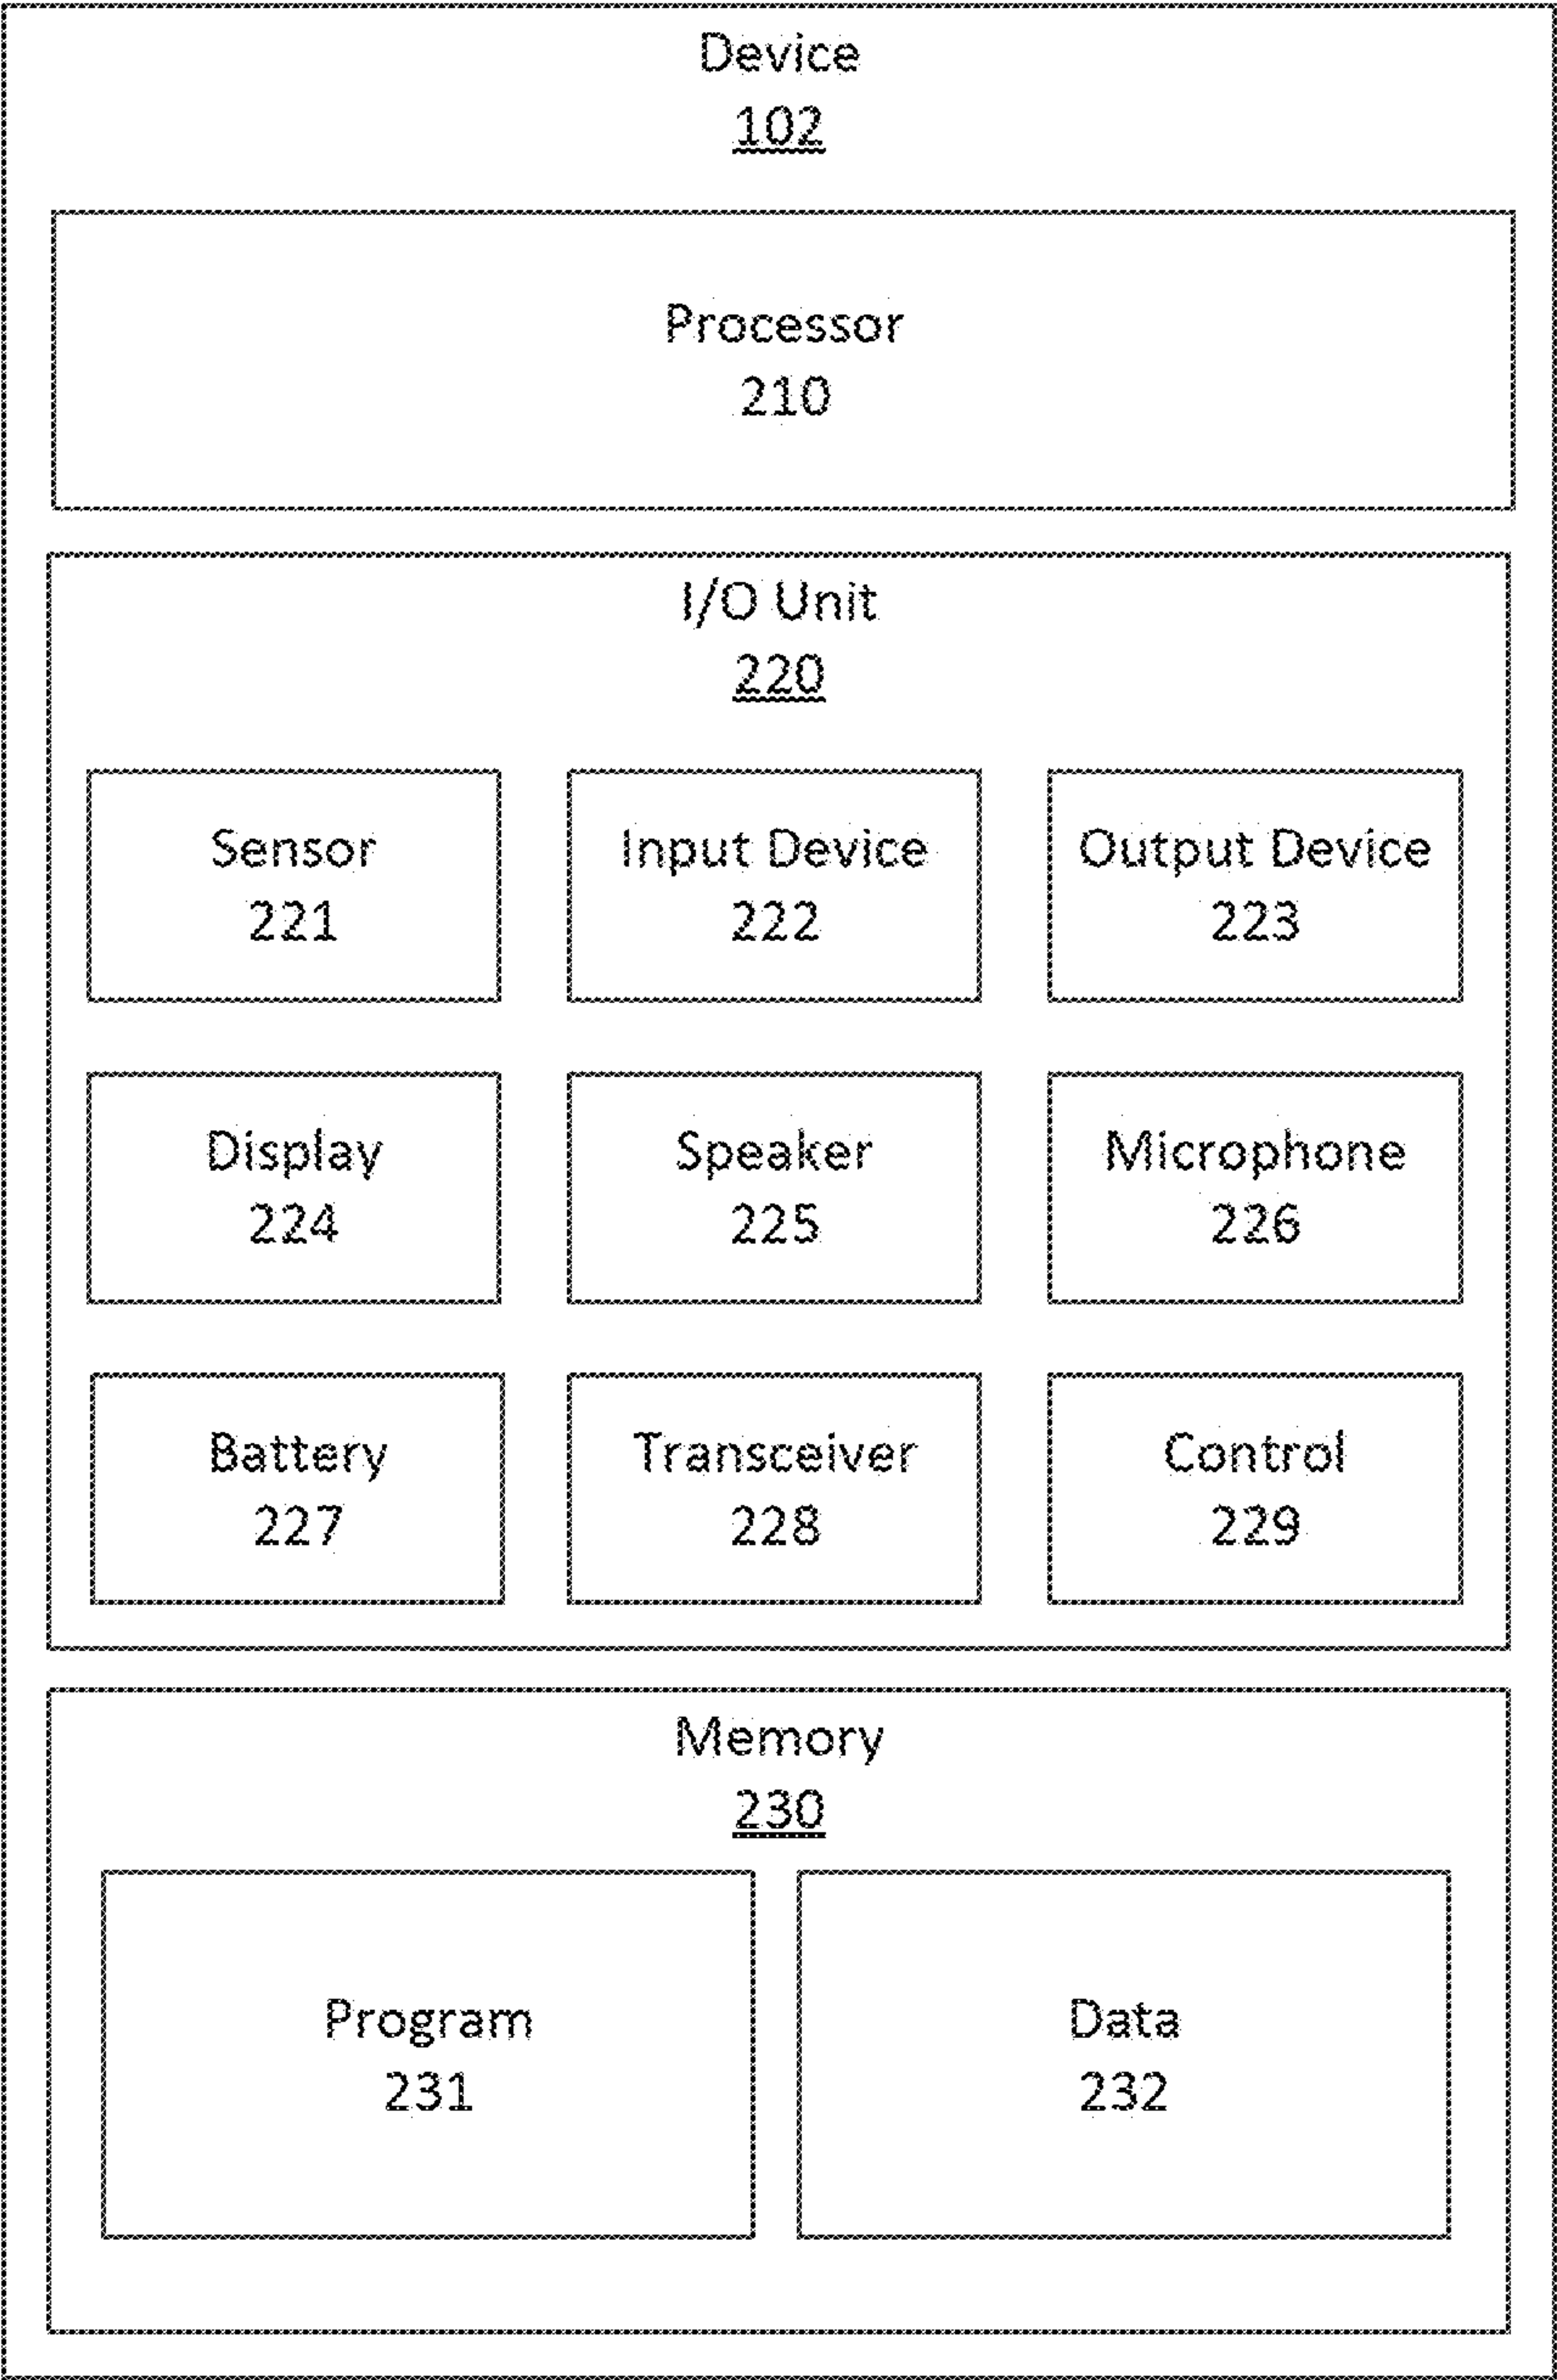 Device
102
Processor
210
I/O Unit
220
Sensor
221
Input Device
222
Output Device
223
Display
224
Speaker
225
Microphone
226
Battery
227
Transceiver
228
Control
229
Memory
230
Program
231
Data
232